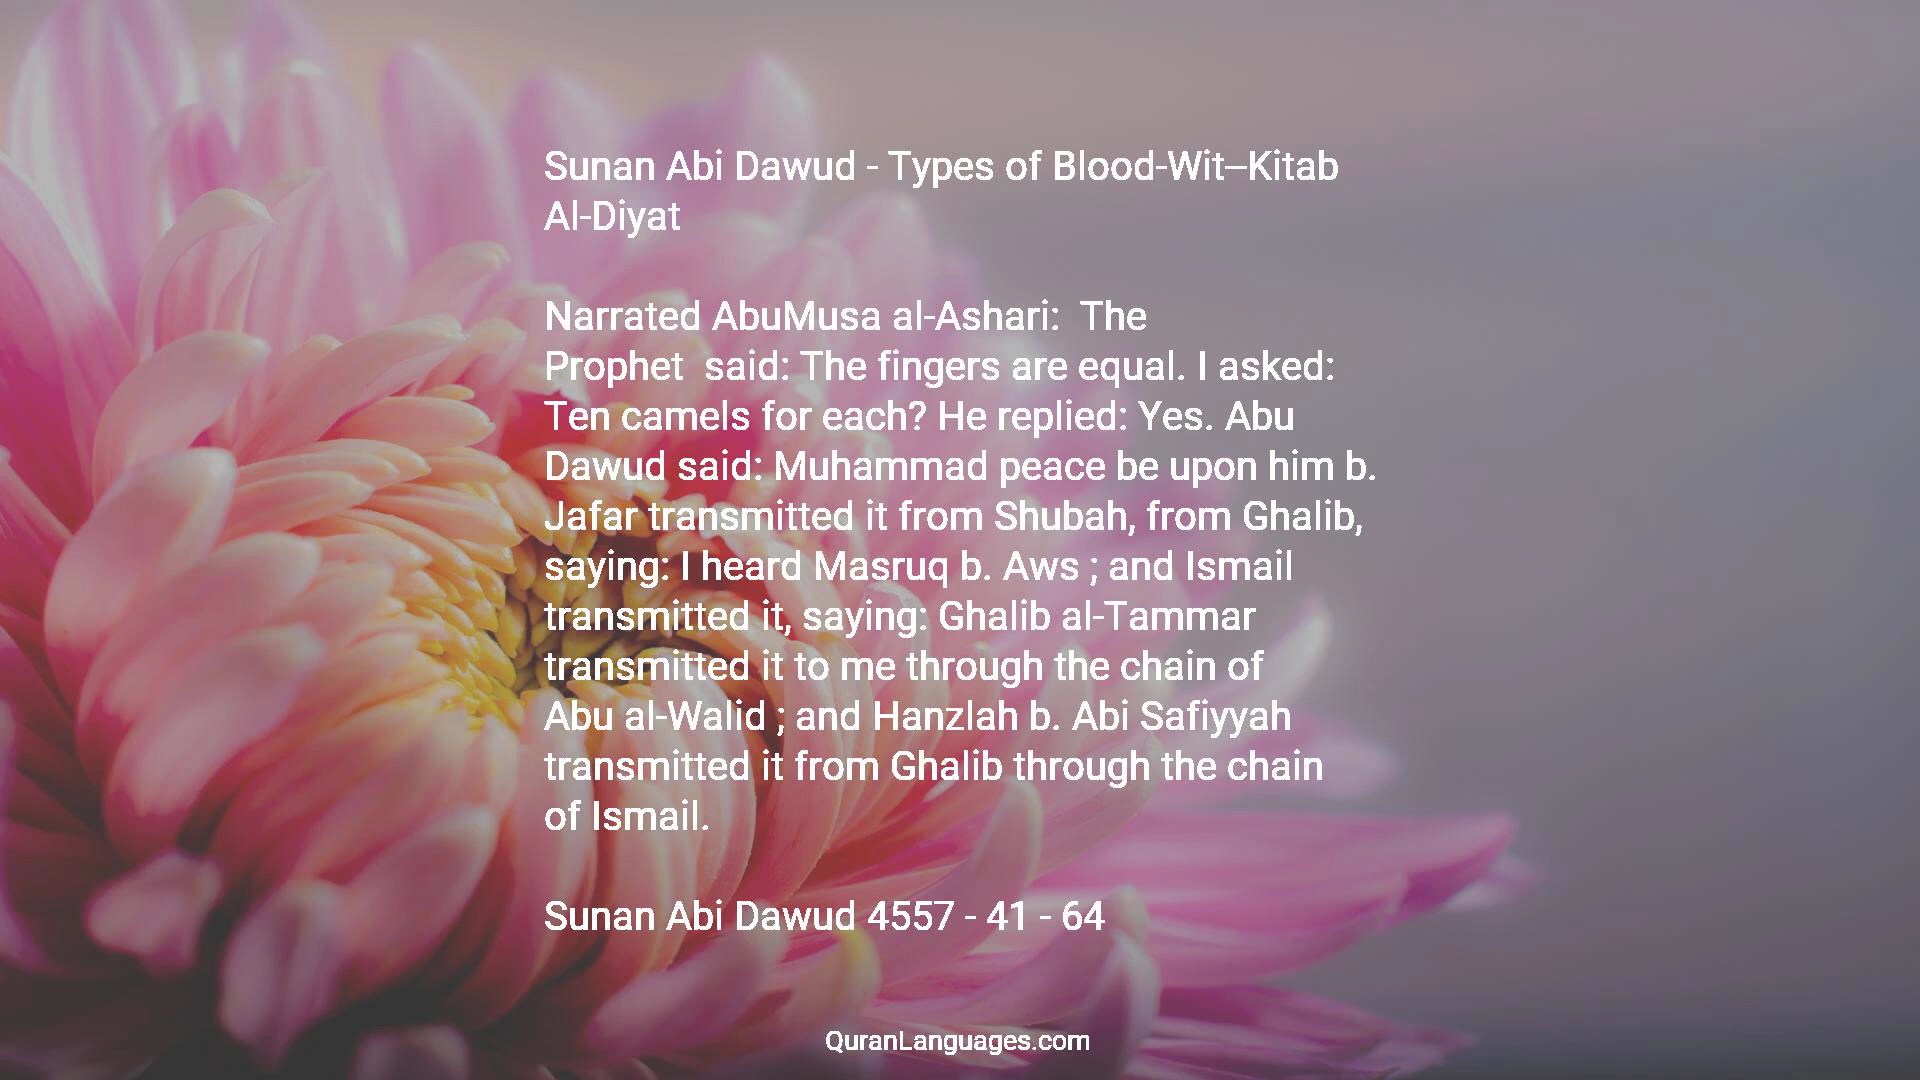 Sunan Abi Dawud - Types of Blood-Wit--Kitab
Al-Diyat
Narrated AbuMusa al-Ashari:  The
Prophet  said: The fingers are equal. I asked:
Ten camels for each? He replied: Yes. Abu
Dawud said: Muhammad peace be upon him b.
Jafar transmitted it from Shubah, from Ghalib,
saying: I heard Masruq b. Aws ; and Ismail
transmitted it, saying: Ghalib al-Tammar
transmitted it to me through the chain of
Abu al-Walid ; and Hanzlah b. Abi Safiyyah
transmitted it from Ghalib through the chain
of Ismail.
Sunan Abi Dawud 4557 - 41 - 64
QuranLanguages.com